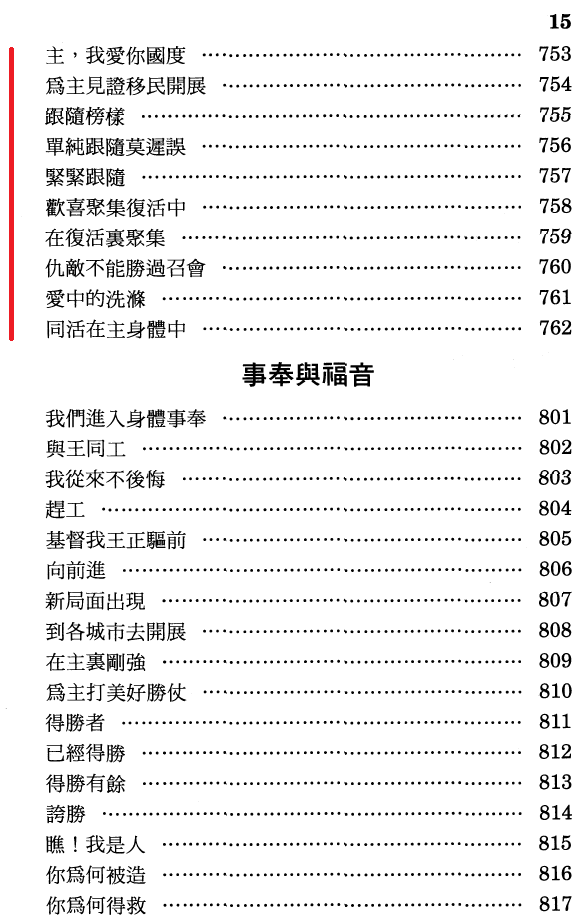 15
主，我愛你國度 ………………………………………… 753
爲主見證移民開展 ……………………………………… 754
跟隨榜樣 ………………………………………………… 755
單純跟隨莫遲誤 ………………………………………… 756
緊緊跟隨 ………………………………………………… 757
歡喜聚集復活中 ………………………………………… 758
在復活裏聚集 …………………………………………… 759
仇敵不能勝過召會 ……………………………………… 760
愛中的洗滌 ……………………………………………… 761
同活在主身體中 ………………………………………… 762
事奉與福音
我們進入身體事奉 ……………………………………… 801
與王同工 ………………………………………………… 802
我從來不後悔 …………………………………………… 803
趕工 ……………………………………………………… 804
基督我王正驅前 ………………………………………… 805
向前進 …………………………………………………… 806
新局面出現 ……………………………………………… 807
到各城市去開展 ………………………………………… 808
在主裏剛強 ……………………………………………… 809
爲主打美好勝仗 ………………………………………… 810
得勝者 …………………………………………………… 811
已經得勝 ………………………………………………… 812
得勝有餘 ………………………………………………… 813
誇勝 ……………………………………………………… 814
瞧！我是人 ……………………………………………… 815
你爲何被造 ……………………………………………… 816
你爲何得救 ……………………………………………… 817